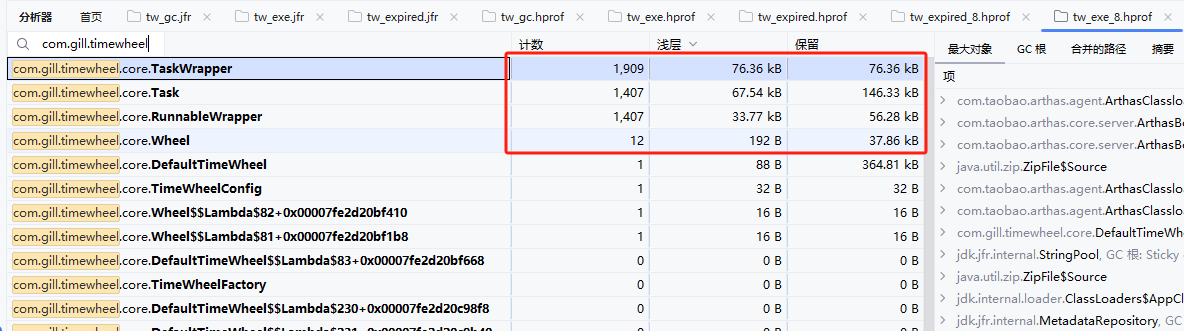 分析器 首页 tw_gc.jfr tw_exe.jfr tw_expired.jfr tw_gc.hprof tw_exe.hprof tw_expired.hprof tw_expired_8.hprof tw_exe_8.hprof
com.gill.timewheel 计数 浅层 保留 最大对象 GC 根 合并的路径 摘要
com.gill.timewheel.core.TaskWrapper 1,909 76.36 kB 76.36 kB 项
com.gill.timewheel.core.Task 1,407 67.54 kB 146.33 kB com.taobao.arthas.agent.ArthasClasslo
com.gill.timewheel.core.RunnableWrapper 1,407 33.77 kB 56.28 kB com.taobao.arthas.core.server.ArthasBo
com.gill.timewheel.core.Wheel 12 192 B 37.86 kB com.taobao.arthas.core.server.ArthasBo
com.gill.timewheel.core.DefaultTimeWheel 1 88 B 364.81 kB java.util.zip.ZipFile$Source
com.gill.timewheel.core.TimeWheelConfig 1 32 B 32 B com.taobao.arthas.agent.ArthasClasslo
com.gill.timewheel.core.Wheel$$Lambda$82+0x00007fe2d20bf410 1 16 B 16 B com.taobao.arthas.agent.ArthasClasslo
com.gill.timewheel.core.Wheel$$Lambda$81+0x00007fe2d20bf1b8 1 16 B 16 B com.gill.timewheel.core.DefaultTimeWh
com.gill.timewheel.core.DefaultTimeWheel$$Lambda$83+0x00007fe2d20bf668 0 0 B 0 B jdk.jfr.internal.StringPool, GC 根: Sticky
com.gill.timewheel.core.TimeWheelFactory 0 0 B 0 B java.util.zip.ZipFile$Source
com.gill.timewheel.core.DefaultTimeWheel$$Lambda$230+0x00007fe2d20c98f8 0 0 B 0 B jdk.internal.loader.ClassLoaders$AppCl
0 0 B 0 B jdk.jfr.internal.MetadataRepository, GC